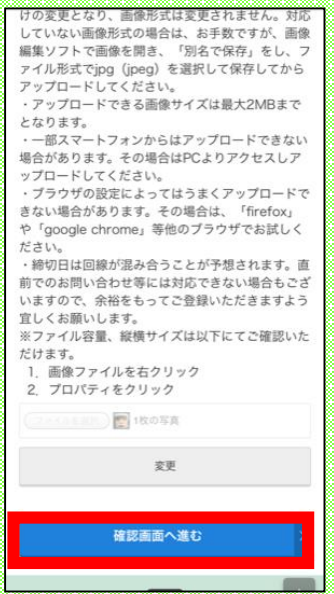 けの変更となり、画像形式は変更されません。対応
していない画像形式の場合は、お手数ですが、画像
編集ソフトで画像を開き、「別名で保存」をし、フ
ァイル形式でjpg（jpeg）を選択して保存してから
アップロードしてください。
・アップロードできる画像サイズは最大2MBまで
となります。
・一部スマートフォンからはアップロードできない
場合があります。その場合はPCよりアクセスしア
ップロードしてください。
・ブラウザの設定によってはうまくアップロードで
きない場合があります。その場合は、「firefox」
や「google chrome」等他のブラウザでお試しく
ださい。
・締切日は回線が混み合うことが予想されます。直
前でのお問い合わせ等には対応できない場合もござ
いますので、余裕をもってご登録いただきますよう
宜しくお願いします。
※ファイル容量、縦横サイズは以下にてご確認いた
だけます。
1．画像ファイルを右クリック
2．プロパティをクリック
ファイルを選択 1枚の写真
変更
確認画面へ進む